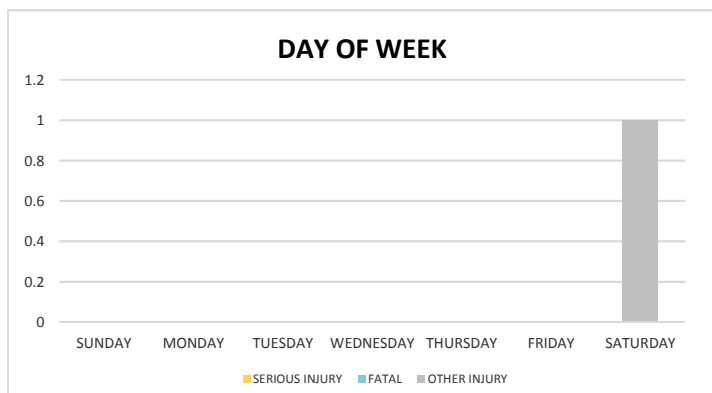 DAY OF WEEK
1.2
1
0.8
0.6
0.4
0.2
0
SUNDAY MONDAY TUESDAY WEDNESDAY THURSDAY FRIDAY SATURDAY
SERIOUS INJURY FATAL OTHER INJURY